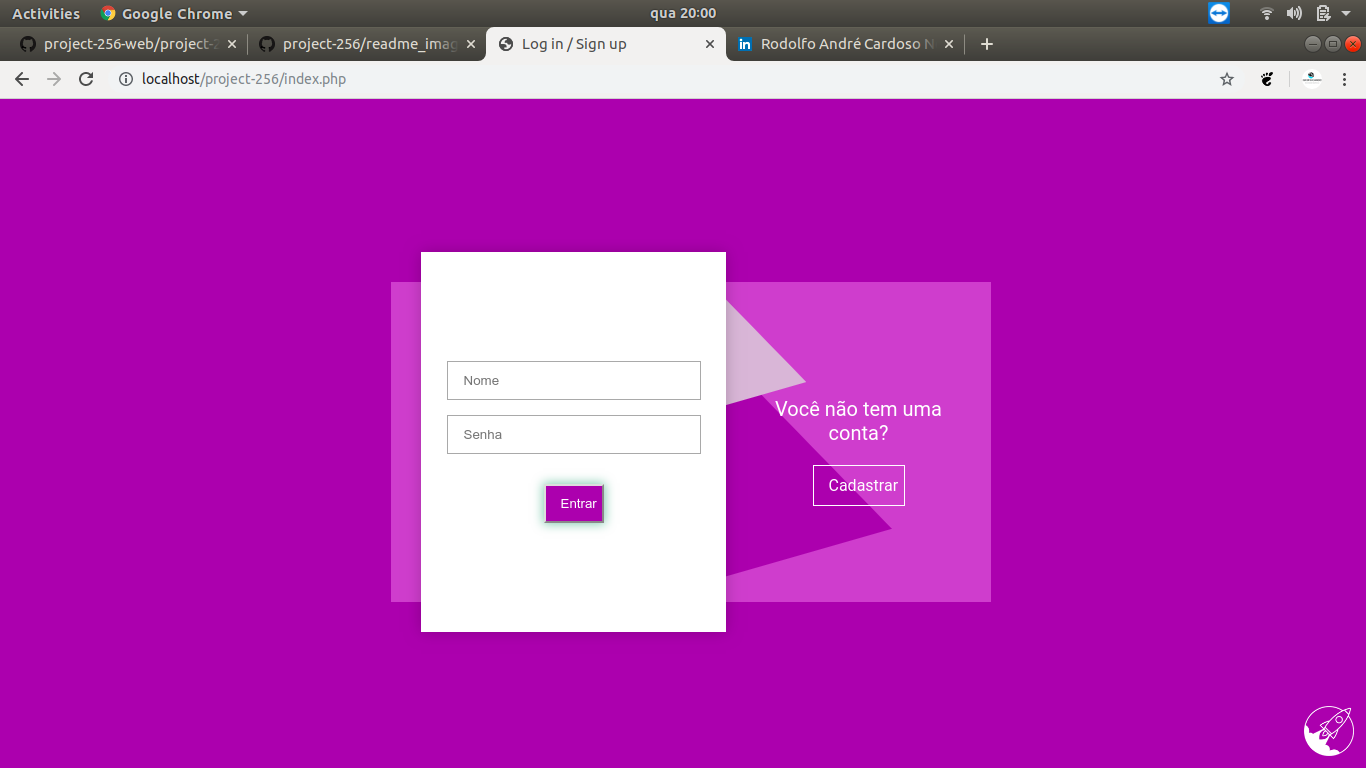 Activities
Google Chrome
qua 20:00
project-256-web/project-2
project-256/readme_imag
Log in / Sign up
in
Rodolfo André Cardoso N
localhost/project-256/index.php
Nome
Senha
Entrar
Você não tem uma
conta?
Cadastrar